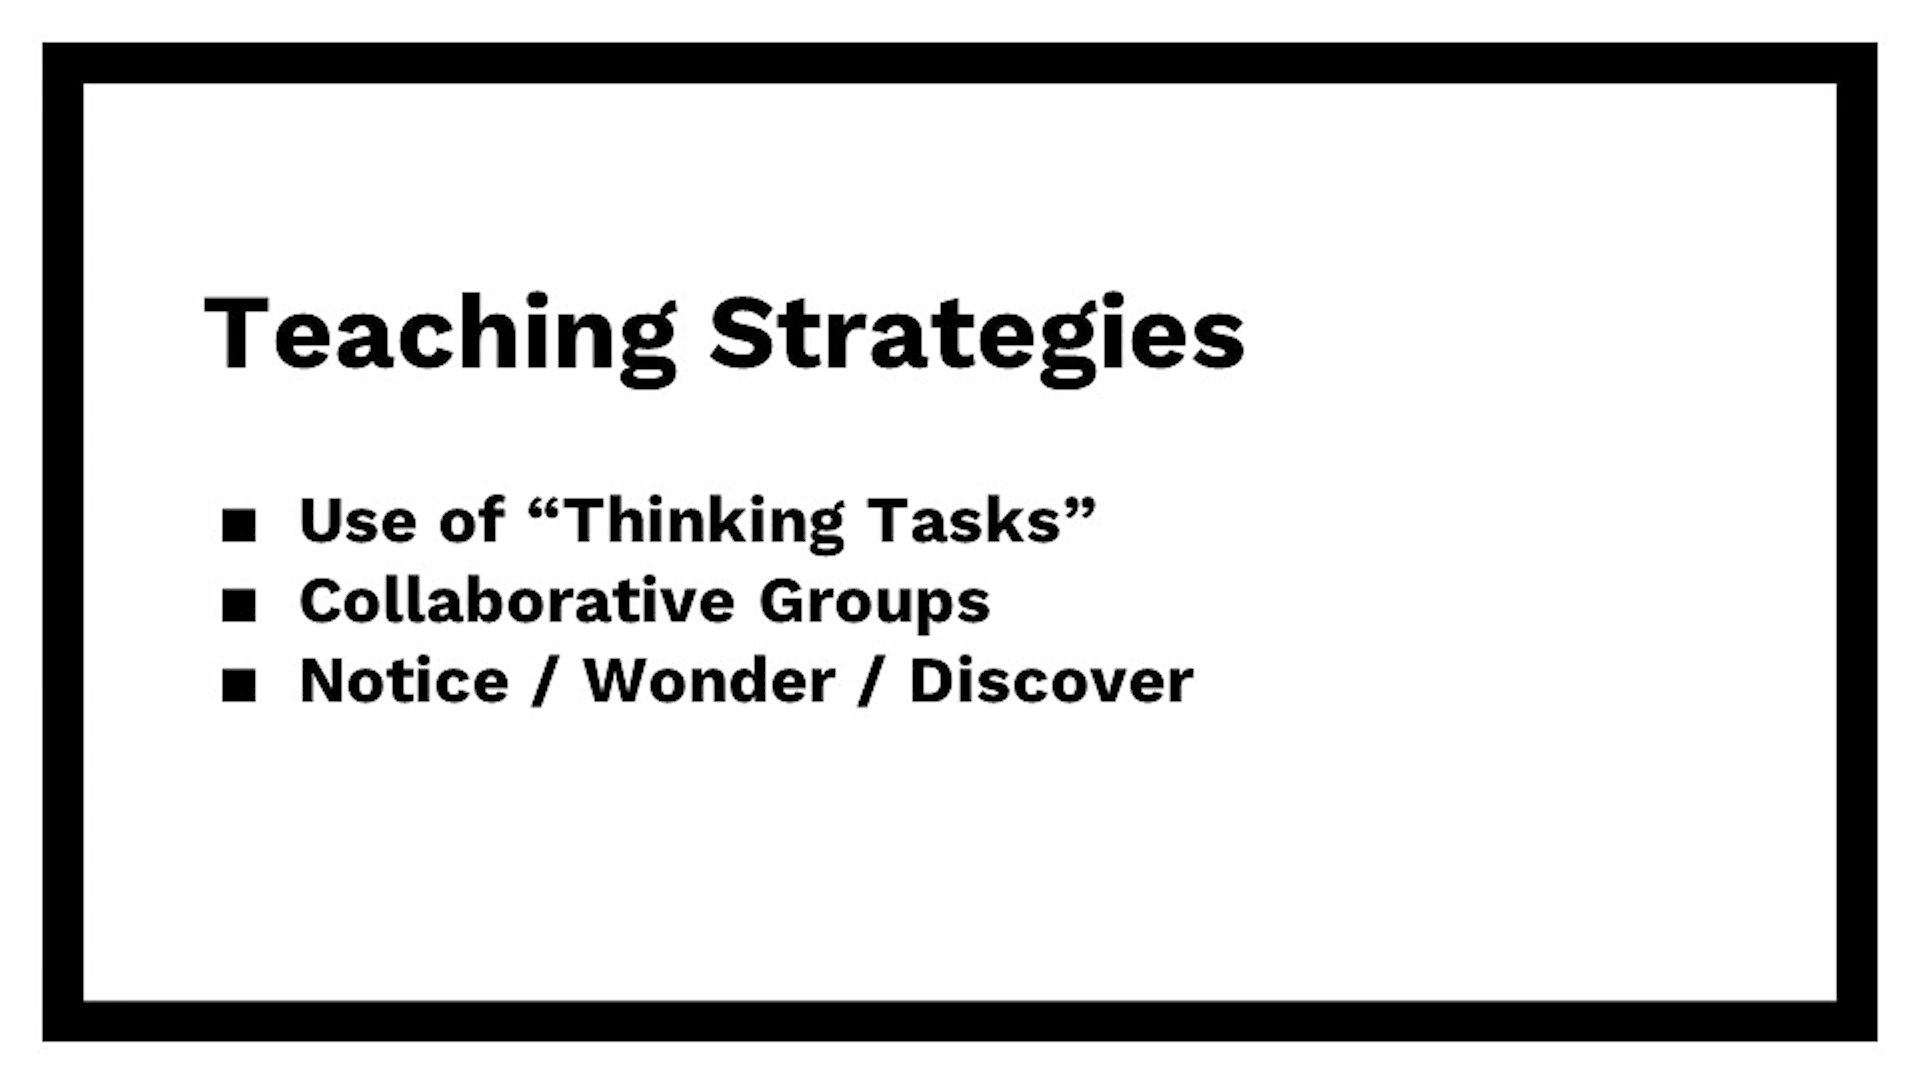 Teaching Strategies
■ Use of “Thinking Tasks”
■ Collaborative Groups
■ Notice / Wonder / Discover